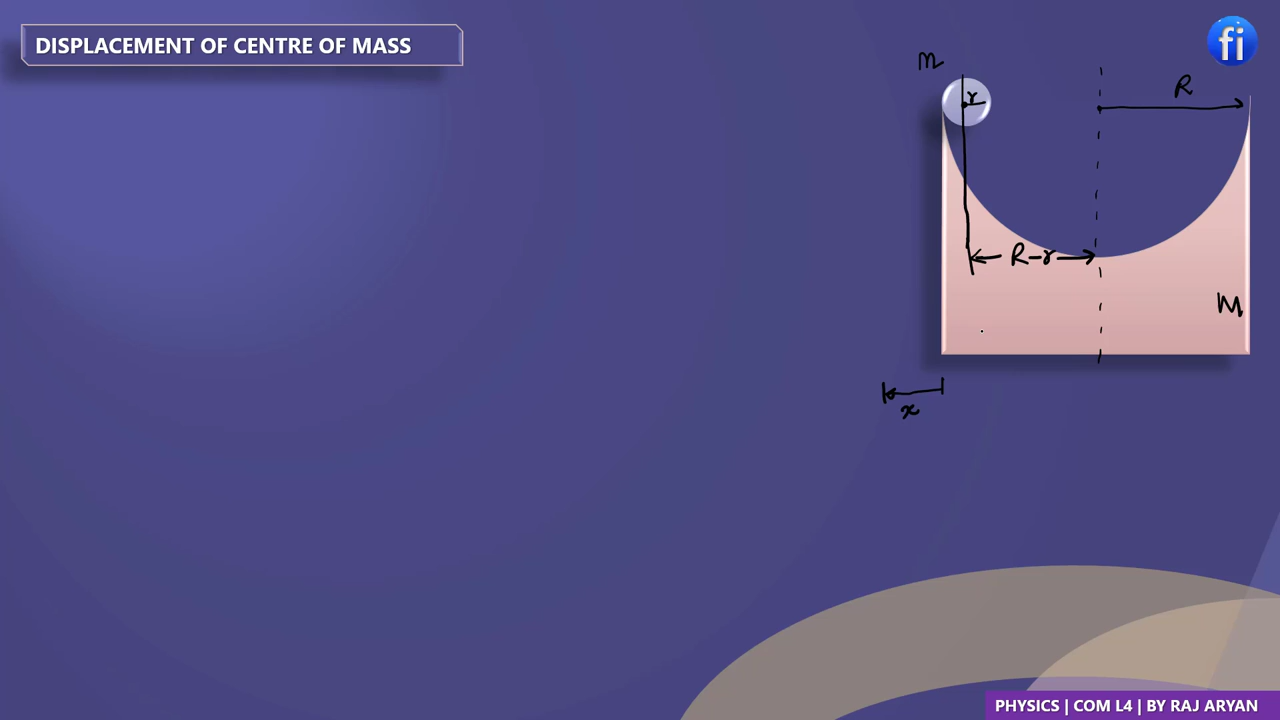 DISPLACEMENT OF CENTRE OF MASS
fi
m
r
R
R-r
M
x
PHYSICS | COM L4 | BY RAJ ARYAN